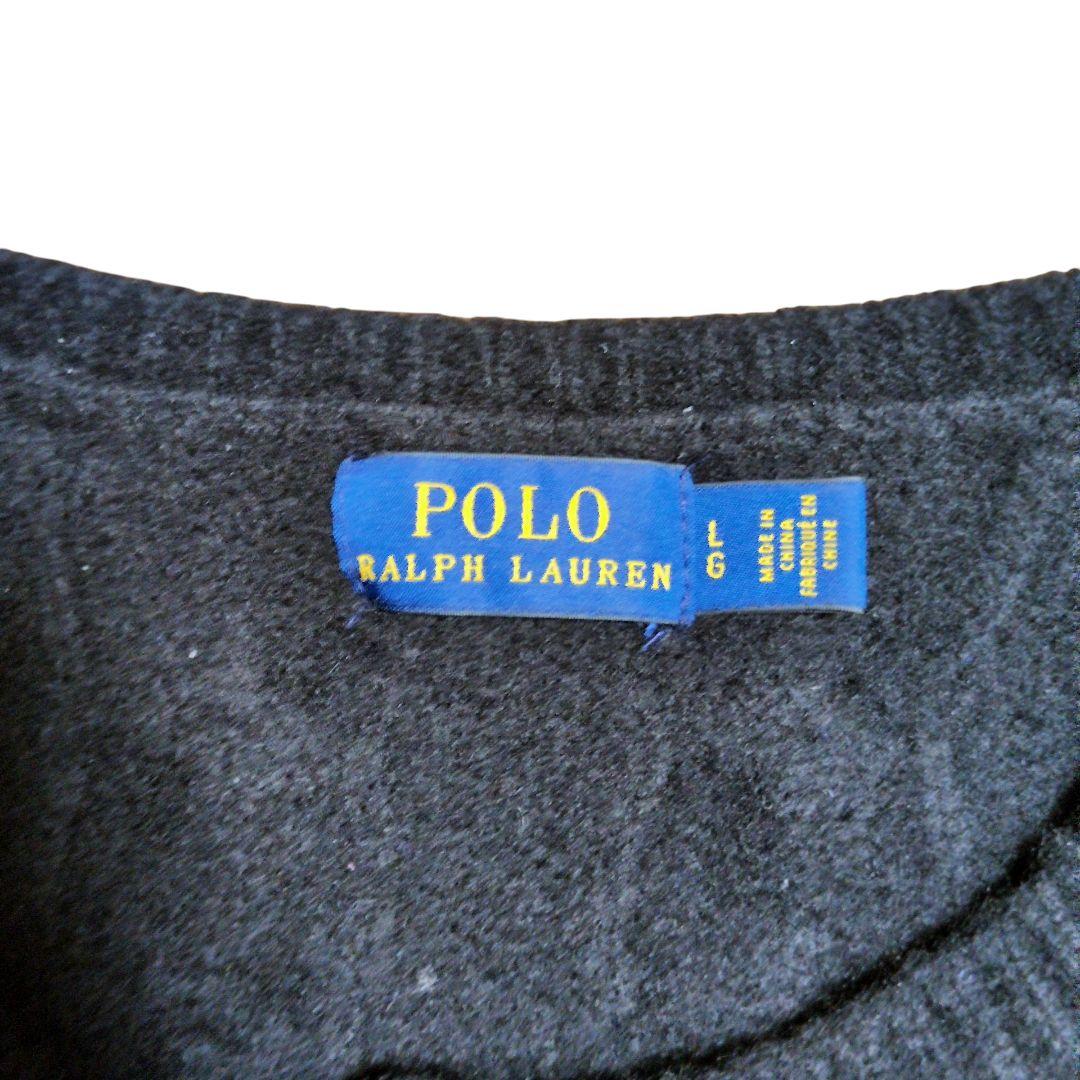 POLO
RALPH LAUREN
L
G
MADE IN
CHINA
FABRIQUÉ EN
CHINE